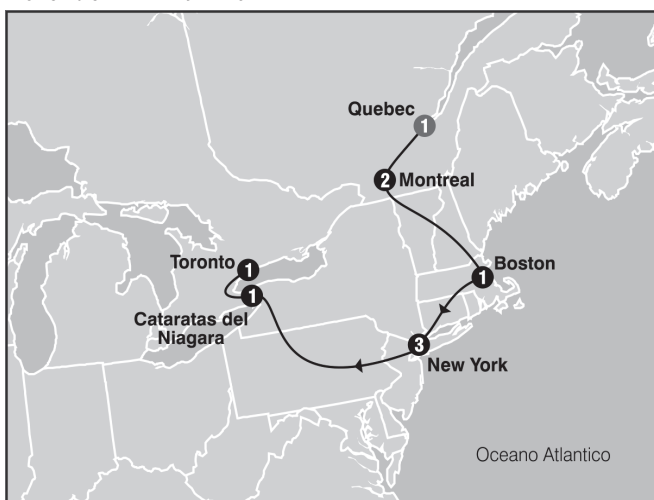 Quebec
1
2
Montreal
Toronto
1
1
Cataratas del
Niagara
1
Boston
3
New York
Oceano Atlantico